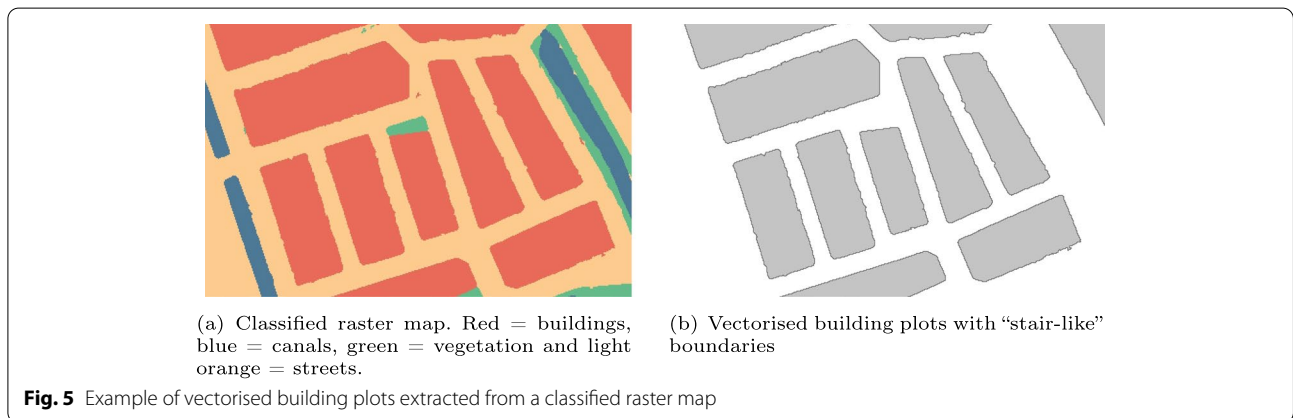 (a) Classified raster map. Red = buildings,
blue = canals, green = vegetation and light
orange = streets.
(b) Vectorised building plots with “stair-like”
boundaries
Fig. 5 Example of vectorised building plots extracted from a classified raster map